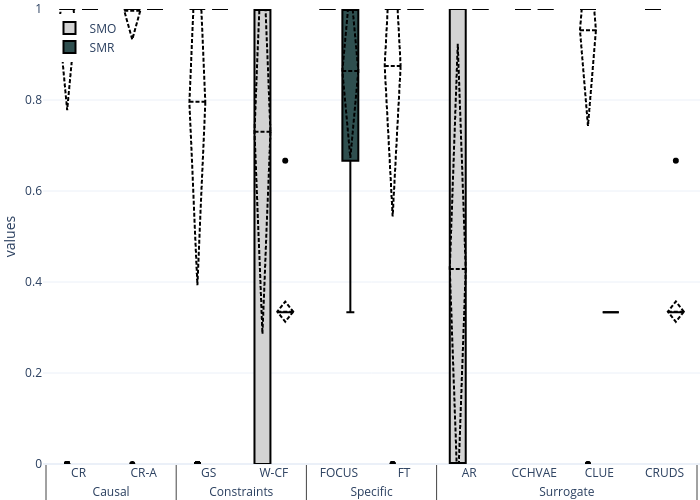 1
SMO
SMR
0.8
0.6
values
0.4
0.2
0
CR CR-A GS W-CF FOCUS FT AR CCHVAE CLUE CRUDS
Causal Constraints Specific Surrogate